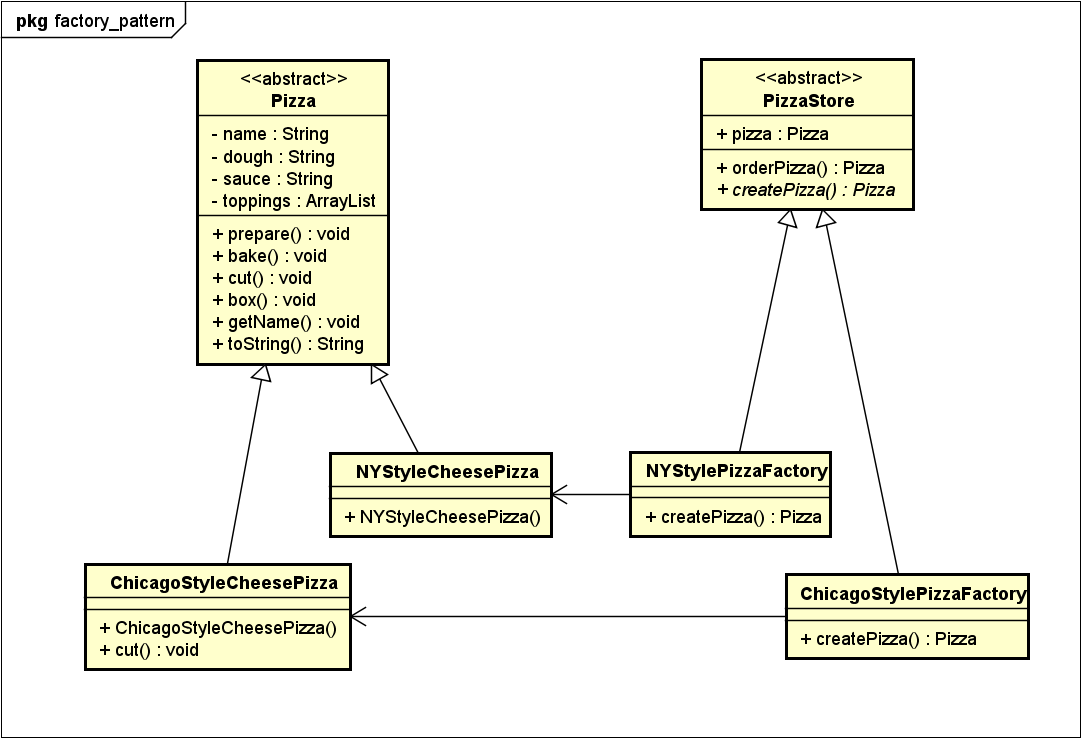 pkg factory_pattern
<<abstract>>
Pizza
- name : String
- dough : String
- sauce : String
- toppings : ArrayList
+ prepare() : void
+ bake() : void
+ cut() : void
+ box() : void
+ getName() : void
+ toString() : String
<<abstract>>
PizzaStore
+ pizza : Pizza
+ orderPizza() : Pizza
+ createPizza() : Pizza
NYStyleCheesePizza
+ NYStyleCheesePizza()
NYStylePizzaFactory
+ createPizza() : Pizza
ChicagoStyleCheesePizza
+ ChicagoStyleCheesePizza()
+ cut() : void
ChicagoStylePizzaFactory
+ createPizza() : Pizza